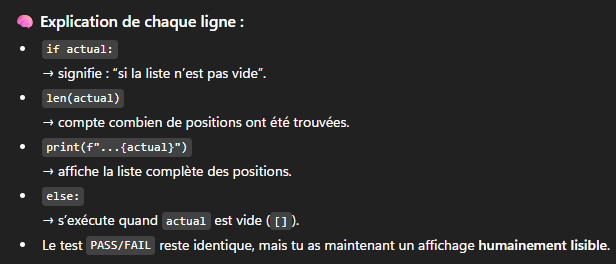 🧠 Explication de chaque ligne :
• if actual:
→ signifie : “si la liste n’est pas vide”.
• len(actual)
→ compte combien de positions ont été trouvées.
• print(f"...{actual}")
→ affiche la liste complète des positions.
• else:
→ s’exécute quand actual est vide ([]).
• Le test PASS/FAIL reste identique, mais tu as maintenant un affichage humainement lisible.